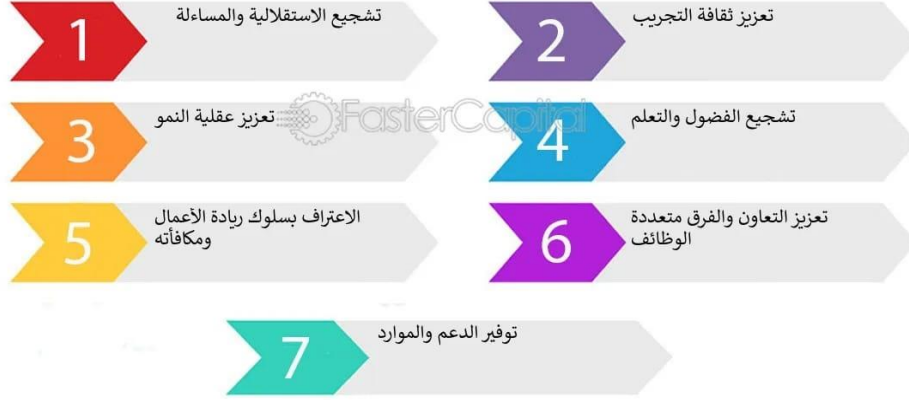 1
تشجيع الاستقلالية والمساءلة
2
تعزيز ثقافة التجريب
3
تعزيز عقلية النمو
FasterCapital
4
تشجيع الفضول والتعلم
5
الاعتراف بسلوك ريادة الأعمال
ومكافأته
6
تعزيز التعاون والفرق متعددة
الوظائف
7
توفير الدعم والموارد